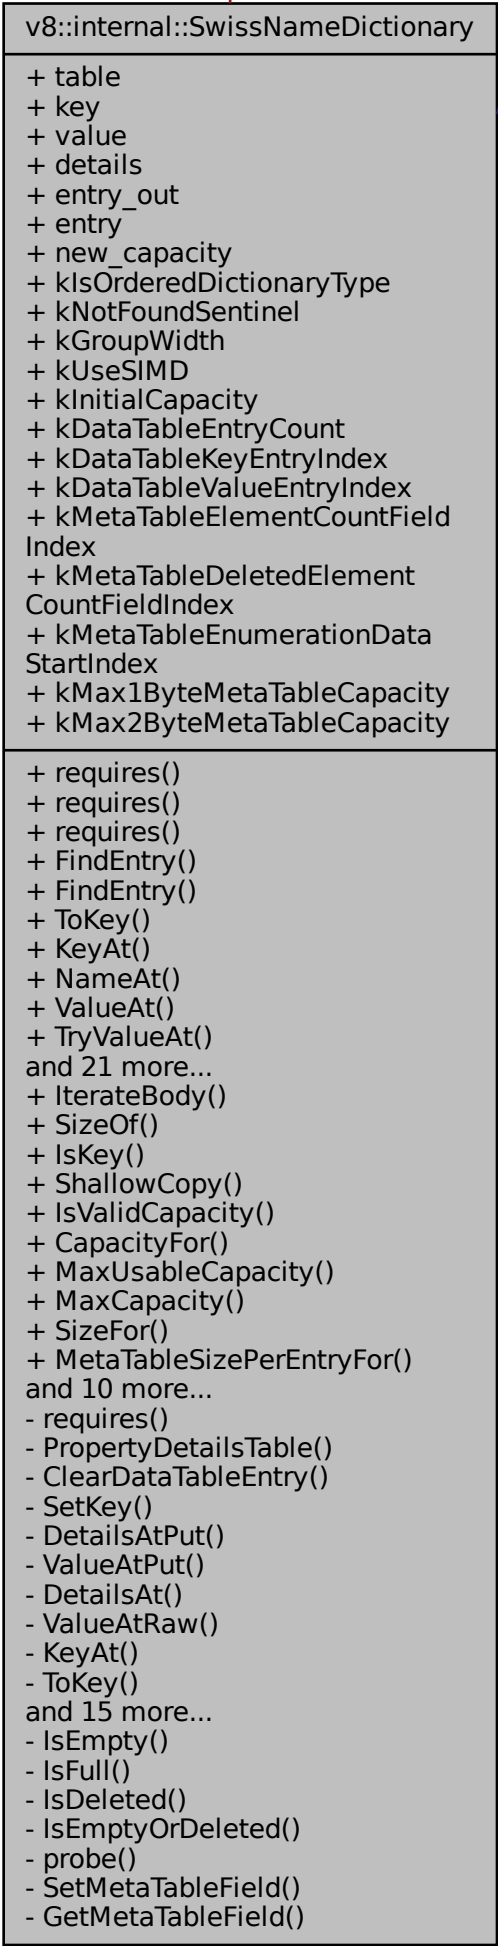 v8::internal::SwissNameDictionary
+ table
+ key
+ value
+ details
+ entry_out
+ entry
+ new_capacity
+ kIsOrderedDictionaryType
+ kNotFoundSentinel
+ kGroupWidth
+ kUseSIMD
+ kInitialCapacity
+ kDataTableEntryCount
+ kDataTableKeyEntryIndex
+ kDataTableValueEntryIndex
+ kMetaTableElementCountField
Index
+ kMetaTableDeletedElement
CountFieldIndex
+ kMetaTableEnumerationData
StartIndex
+ kMax1ByteMetaTableCapacity
+ kMax2ByteMetaTableCapacity
+ requires()
+ requires()
+ requires()
+ FindEntry()
+ FindEntry()
+ ToKey()
+ KeyAt()
+ NameAt()
+ ValueAt()
+ TryValueAt()
and 21 more...
+ IterateBody()
+ SizeOf()
+ IsKey()
+ ShallowCopy()
+ IsValidCapacity()
+ CapacityFor()
+ MaxUsableCapacity()
+ MaxCapacity()
+ SizeFor()
+ MetaTableSizePerEntryFor()
and 10 more...
- requires()
- PropertyDetailsTable()
- ClearDataTableEntry()
- SetKey()
- DetailsAtPut()
- ValueAtPut()
- DetailsAt()
- ValueAtRaw()
- KeyAt()
- ToKey()
and 15 more...
- IsEmpty()
- IsFull()
- IsDeleted()
- IsEmptyOrDeleted()
- probe()
- SetMetaTableField()
- GetMetaTableField()